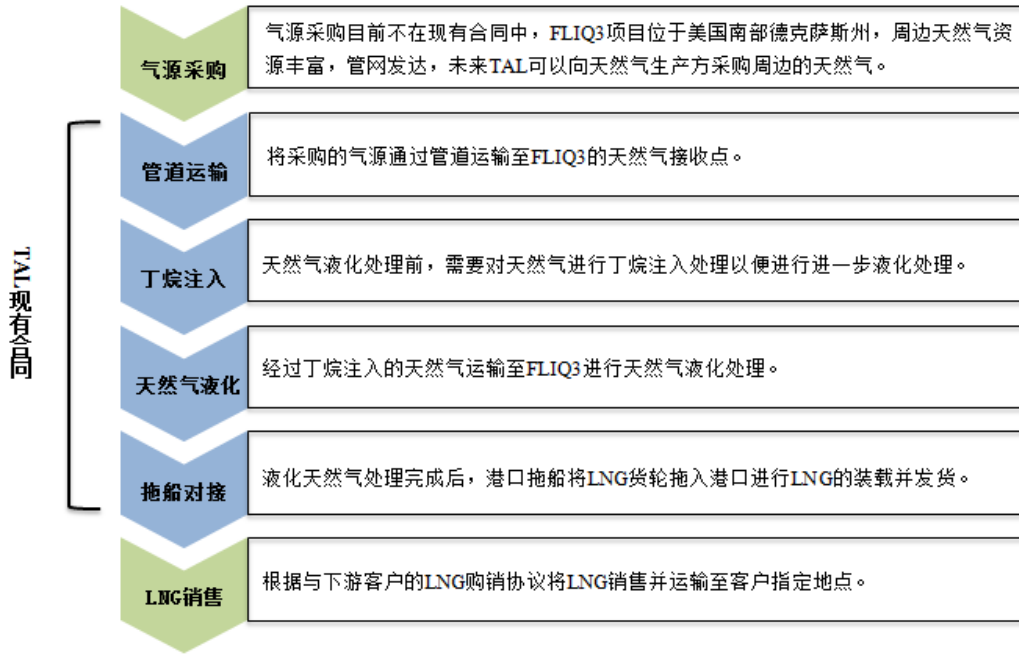 气源采购
气源采购目前不在现有合同中，FLIQ3项目位于美国南部德克萨斯州，周边天然气资
源丰富，管网发达，未来TAL可以向天然气生产方采购周边的天然气。
TAL现有合同
管道运输
将采购的气源通过管道运输至FLIQ3的天然气接收点。
丁烷注入
天然气液化处理前，需要对天然气进行丁烷注入处理以便进行进一步液化处理。
天然气液化
经过丁烷注入的天然气运输至FLIQ3进行天然气液化处理。
拖船对接
液化天然气处理完成后，港口拖船将LNG货轮拖入港口进行LNG的装载并发货。
LNG销售
根据与下游客户的LNG购销协议将LNG销售并运输至客户指定地点。